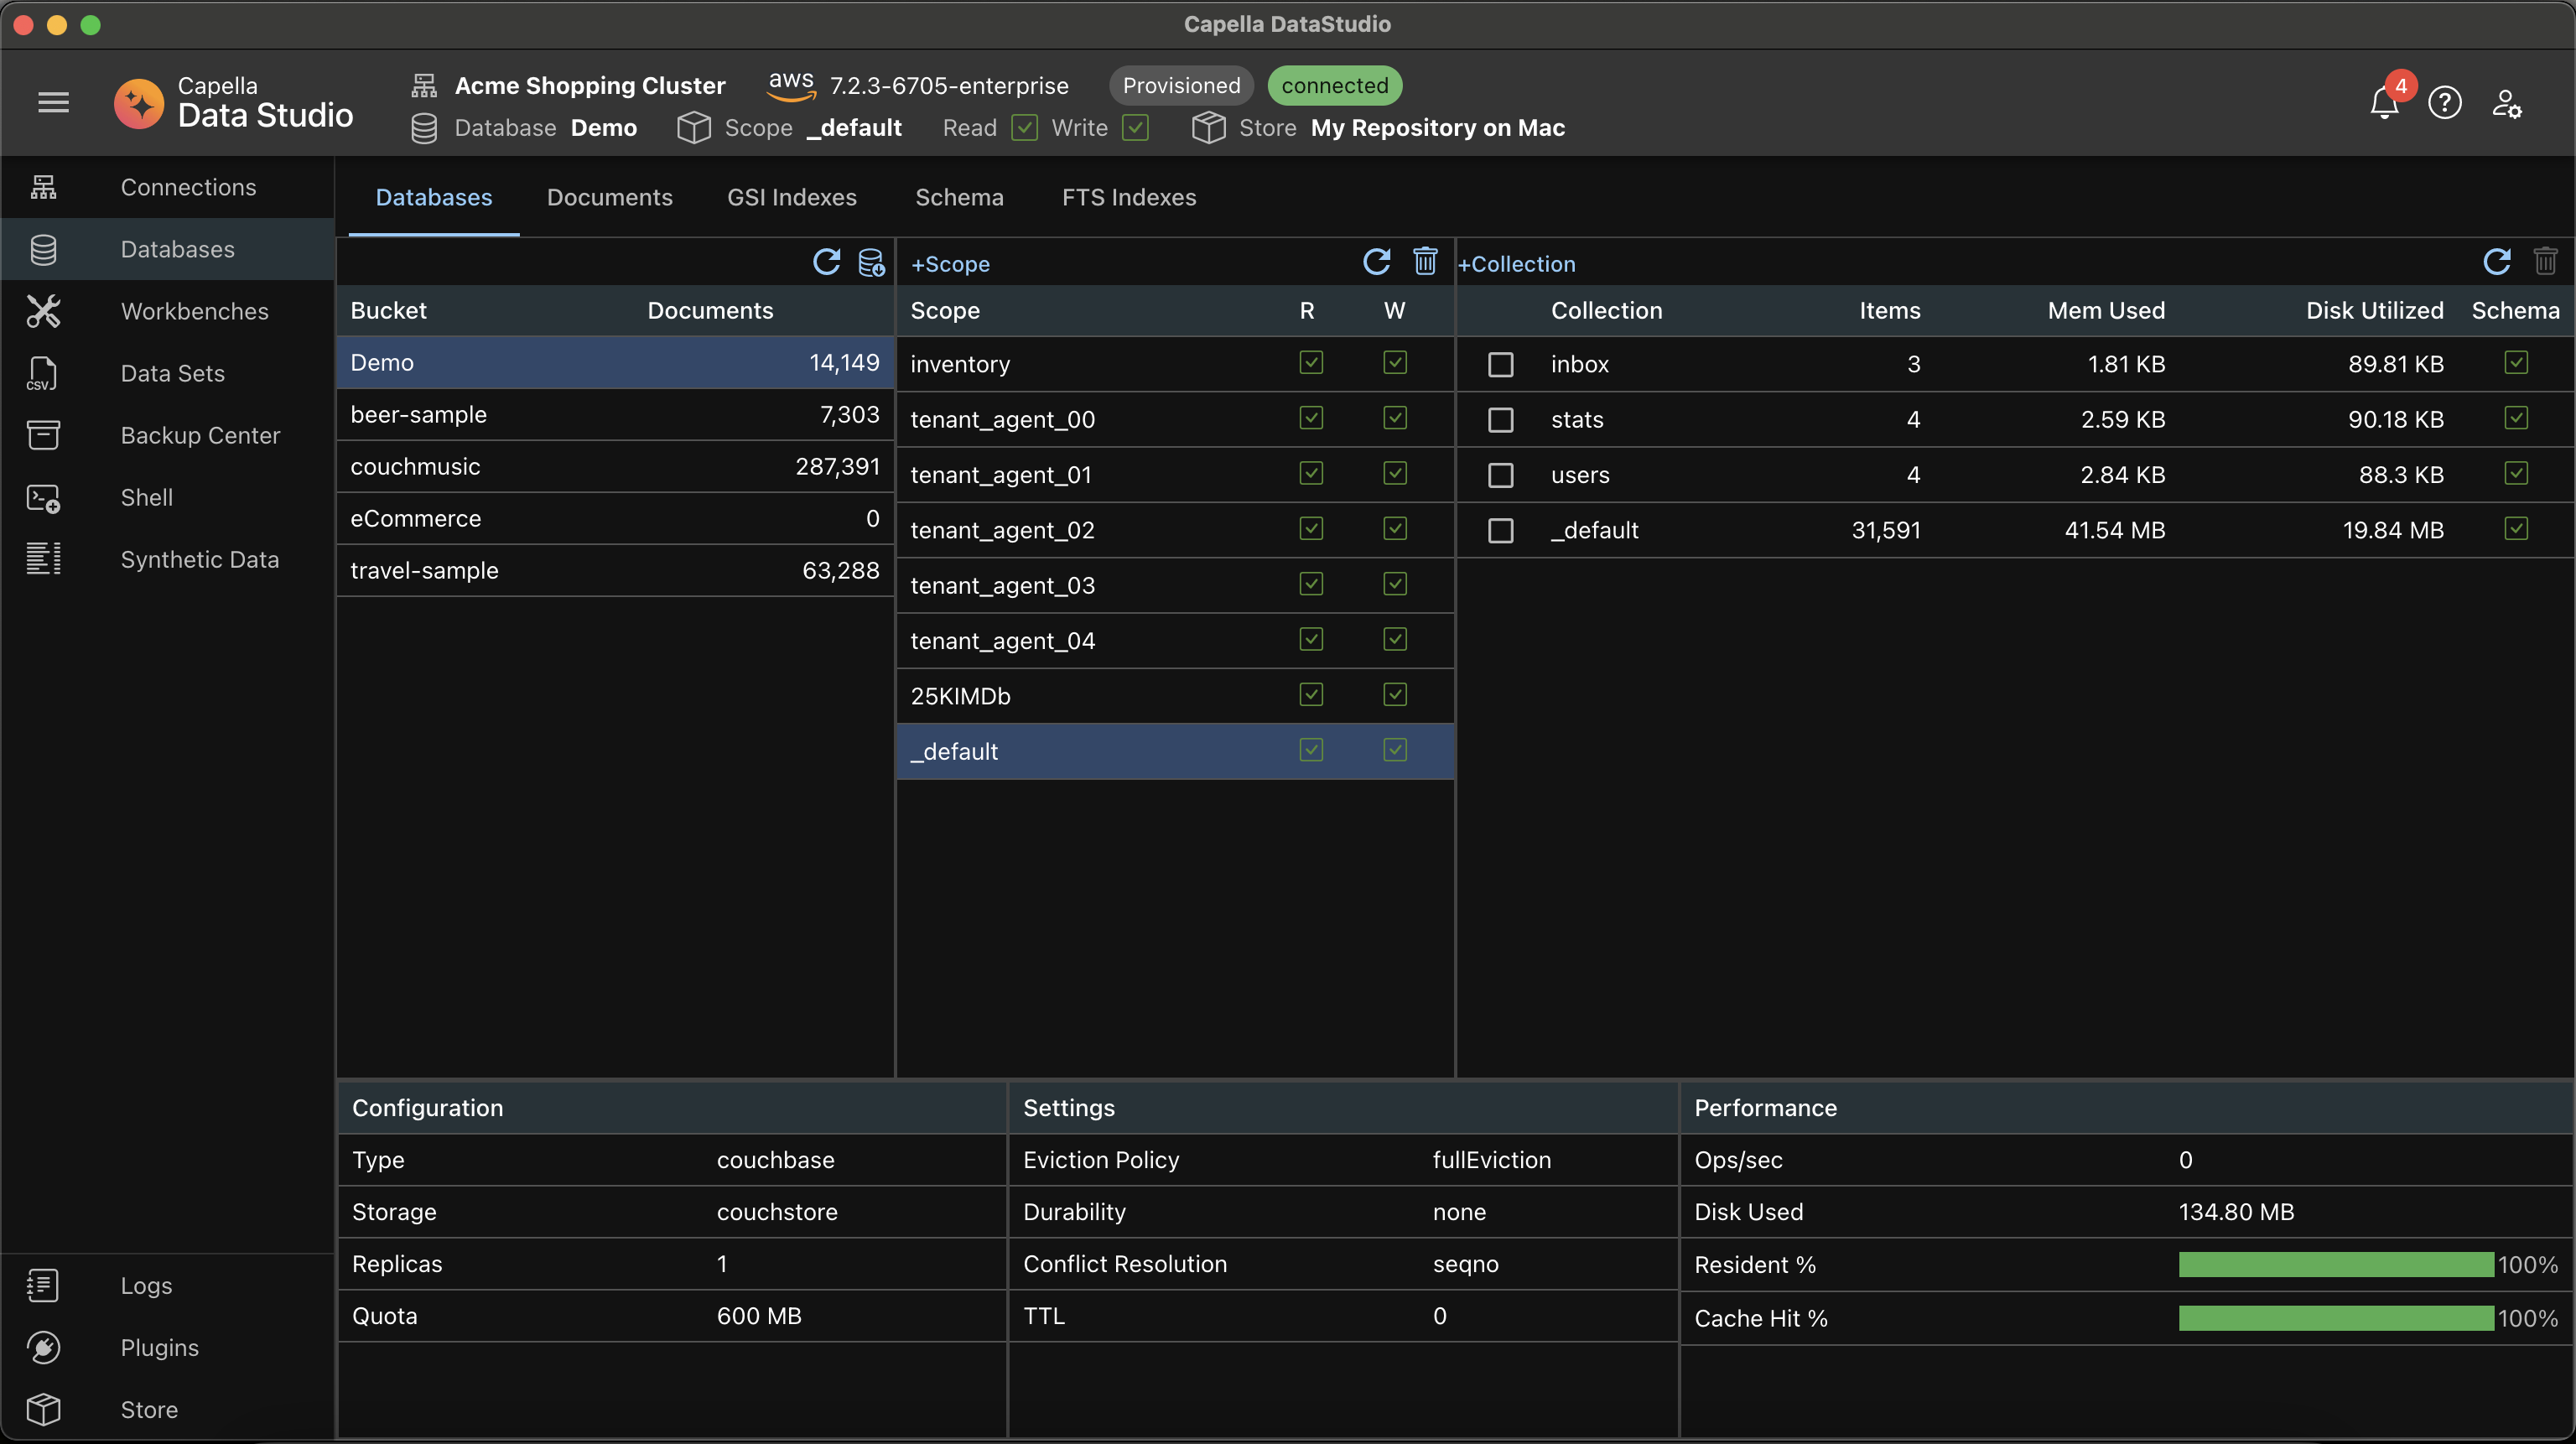 Capella DataStudio
Capella
Data Studio
Acme Shopping Cluster aws 7.2.3-6705-enterprise Provisioned connected
Database Demo Scope _default Read Write Store My Repository on Mac
4
Connections
Databases
Workbenches
CSV Data Sets
Backup Center
Shell
Synthetic Data
Logs
Plugins
Store
Databases Documents GSI Indexes Schema FTS Indexes
Bucket Documents
Demo 14,149
beer-sample 7,303
couchmusic 287,391
eCommerce 0
travel-sample 63,288
+Scope
Scope R W
inventory
tenant_agent_00
tenant_agent_01
tenant_agent_02
tenant_agent_03
tenant_agent_04
25KIMDb
_default
+Collection
Collection Items Mem Used Disk Utilized Schema
inbox 3 1.81 KB 89.81 KB
stats 4 2.59 KB 90.18 KB
users 4 2.84 KB 88.3 KB
_default 31,591 41.54 MB 19.84 MB
Configuration
Type couchbase
Storage couchstore
Replicas 1
Quota 600 MB
Settings
Eviction Policy fullEviction
Durability none
Conflict Resolution seqno
TTL 0
Performance
Ops/sec 0
Disk Used 134.80 MB
Resident % 100%
Cache Hit % 100%